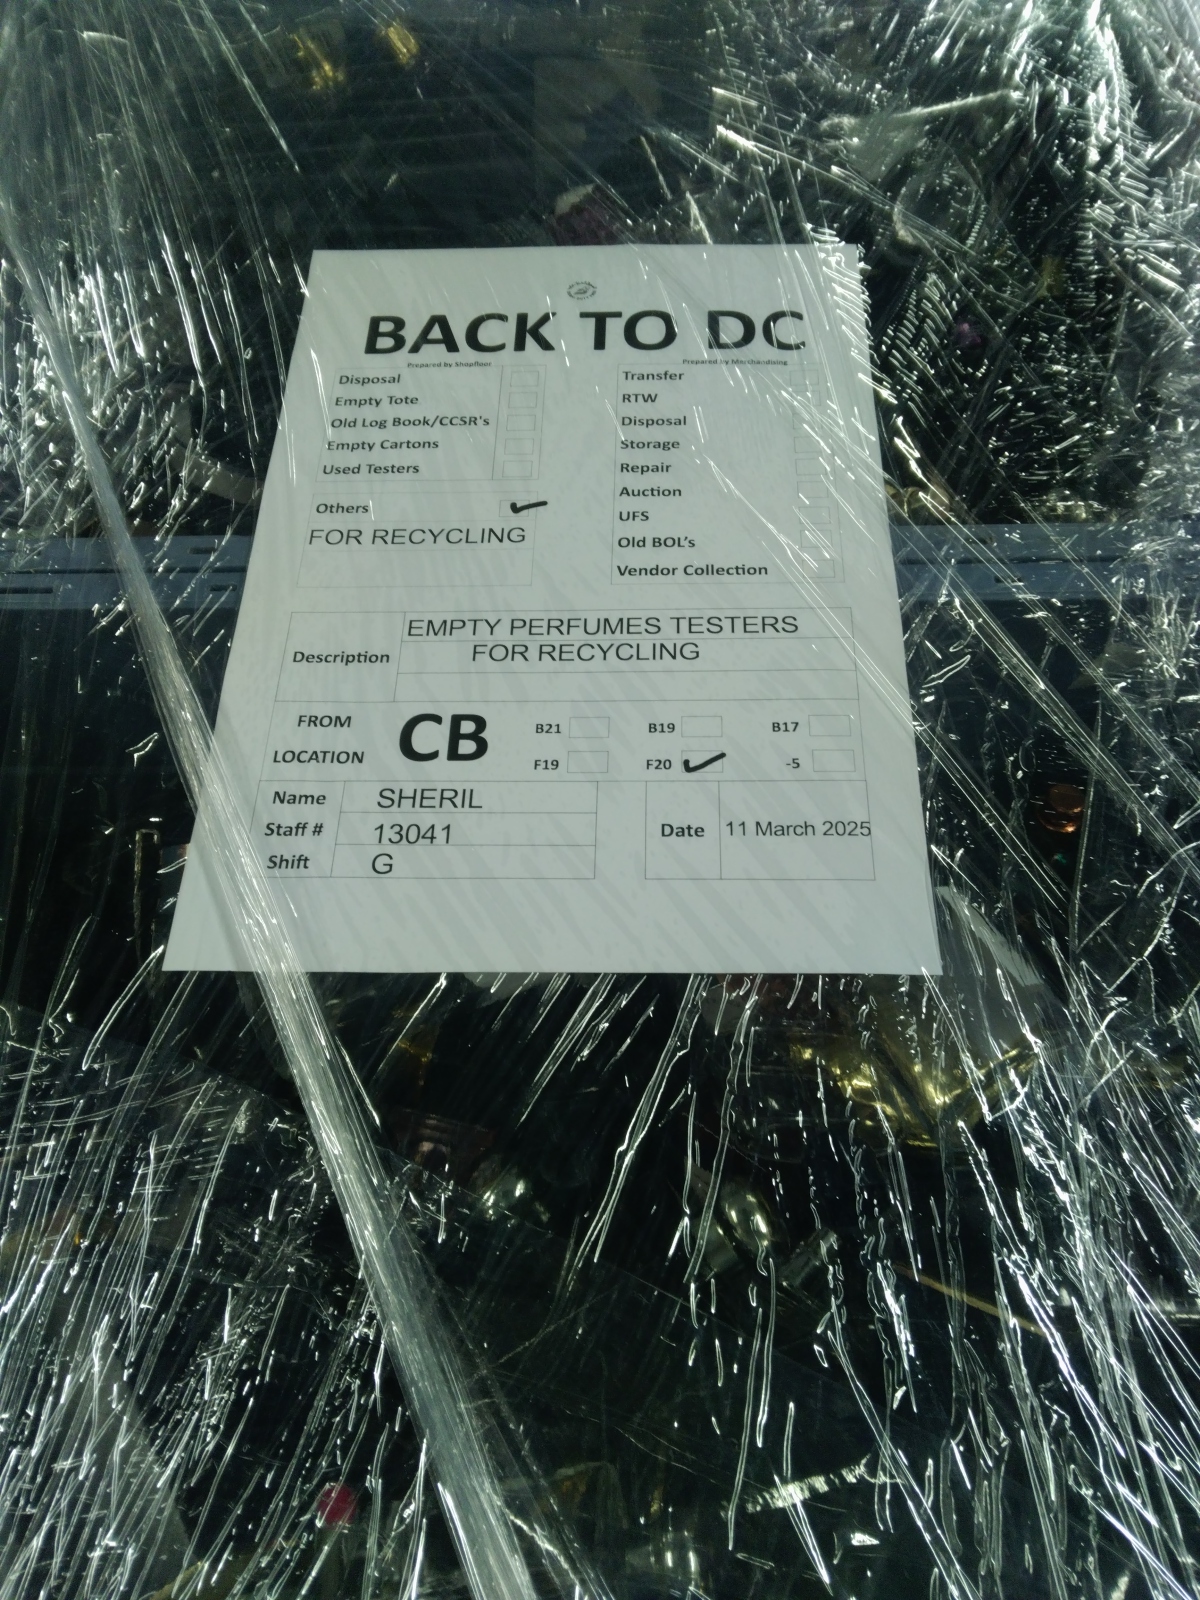 BACK TO DC
Prepared by Shopfloor
Disposal
Empty Tote
Old Log Book/CCSR's
Empty Cartons
Used Testers
Others
FOR RECYCLING
Prepared by Merchandising
Transfer
RTW
Disposal
Storage
Repair
Auction
UFS
Old BOL's
Vendor Collection
Description
EMPTY PERFUMES TESTERS
FOR RECYCLING
FROM
LOCATION
CB
B21 B19 B17
F19 F20 -5
Name SHERIL
Staff # 13041
Shift G
Date 11 March 2025